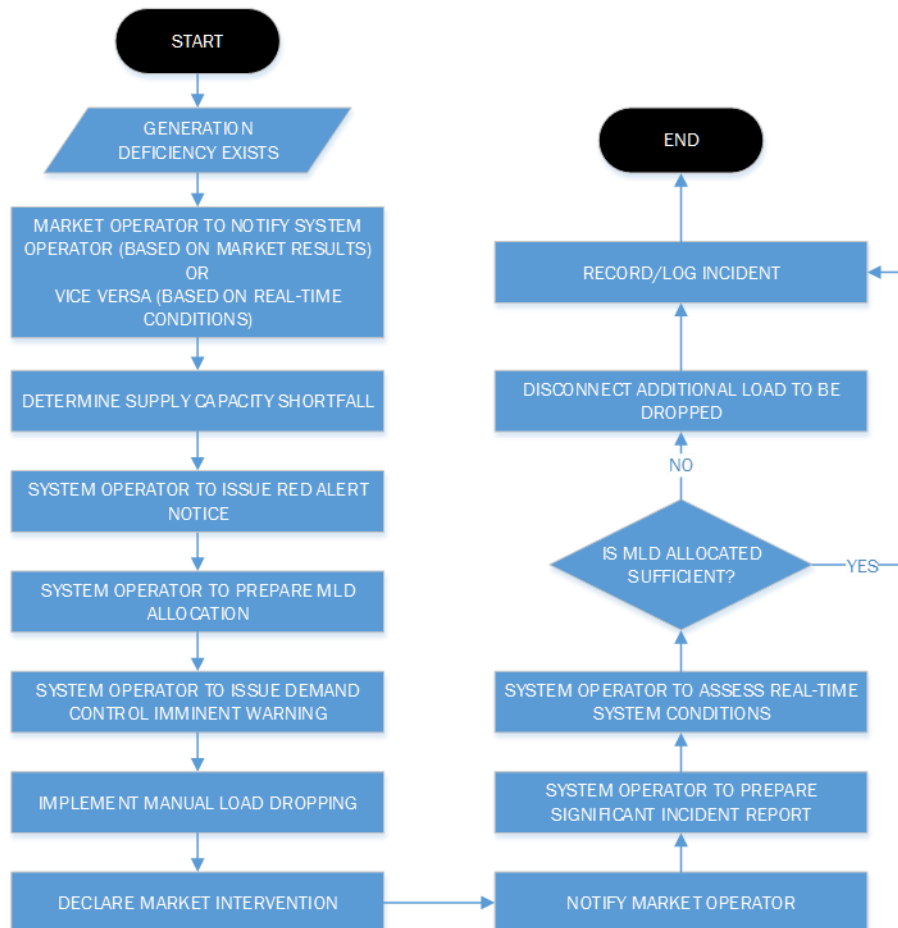 START
GENERATION
DEFICIENCY EXISTS
MARKET OPERATOR TO NOTIFY SYSTEM
OPERATOR (BASED ON MARKET RESULTS)
OR
VICE VERSA (BASED ON REAL-TIME
CONDITIONS)
DETERMINE SUPPLY CAPACITY SHORTFALL
SYSTEM OPERATOR TO ISSUE RED ALERT
NOTICE
SYSTEM OPERATOR TO PREPARE MLD
ALLOCATION
SYSTEM OPERATOR TO ISSUE DEMAND
CONTROL IMMINENT WARNING
IMPLEMENT MANUAL LOAD DROPPING
DECLARE MARKET INTERVENTION
NOTIFY MARKET OPERATOR
SYSTEM OPERATOR TO PREPARE
SIGNIFICANT INCIDENT REPORT
SYSTEM OPERATOR TO ASSESS REAL-TIME
SYSTEM CONDITIONS
IS MLD ALLOCATED
SUFFICIENT?
YES
NO
DISCONNECT ADDITIONAL LOAD TO BE
DROPPED
RECORD/LOG INCIDENT
END